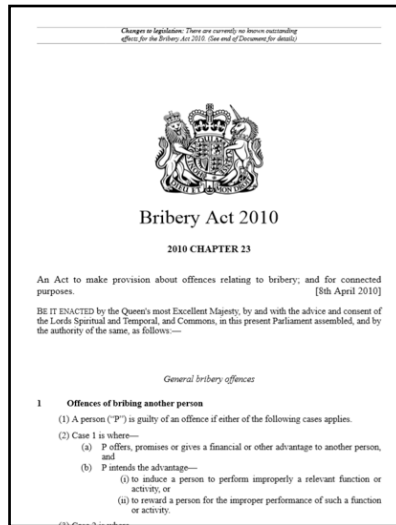 Changes to legislation: There are currently no known outstanding
effects for the Bribery Act 2010. (See end of Document for details)
Bribery Act 2010
2010 CHAPTER 23
An Act to make provision about offences relating to bribery; and for connected
purposes. [8th April 2010]
BE IT ENACTED by the Queen's most Excellent Majesty, by and with the advice and consent of
the Lords Spiritual and Temporal, and Commons, in this present Parliament assembled, and by
the authority of the same, as follows:—
General bribery offences
1 Offences of bribing another person
(1) A person (“P”) is guilty of an offence if either of the following cases applies.
(2) Case 1 is where—
(a) P offers, promises or gives a financial or other advantage to another person,
and
(b) P intends the advantage—
(i) to induce a person to perform improperly a relevant function or
activity, or
(ii) to reward a person for the improper performance of such a function
or activity.